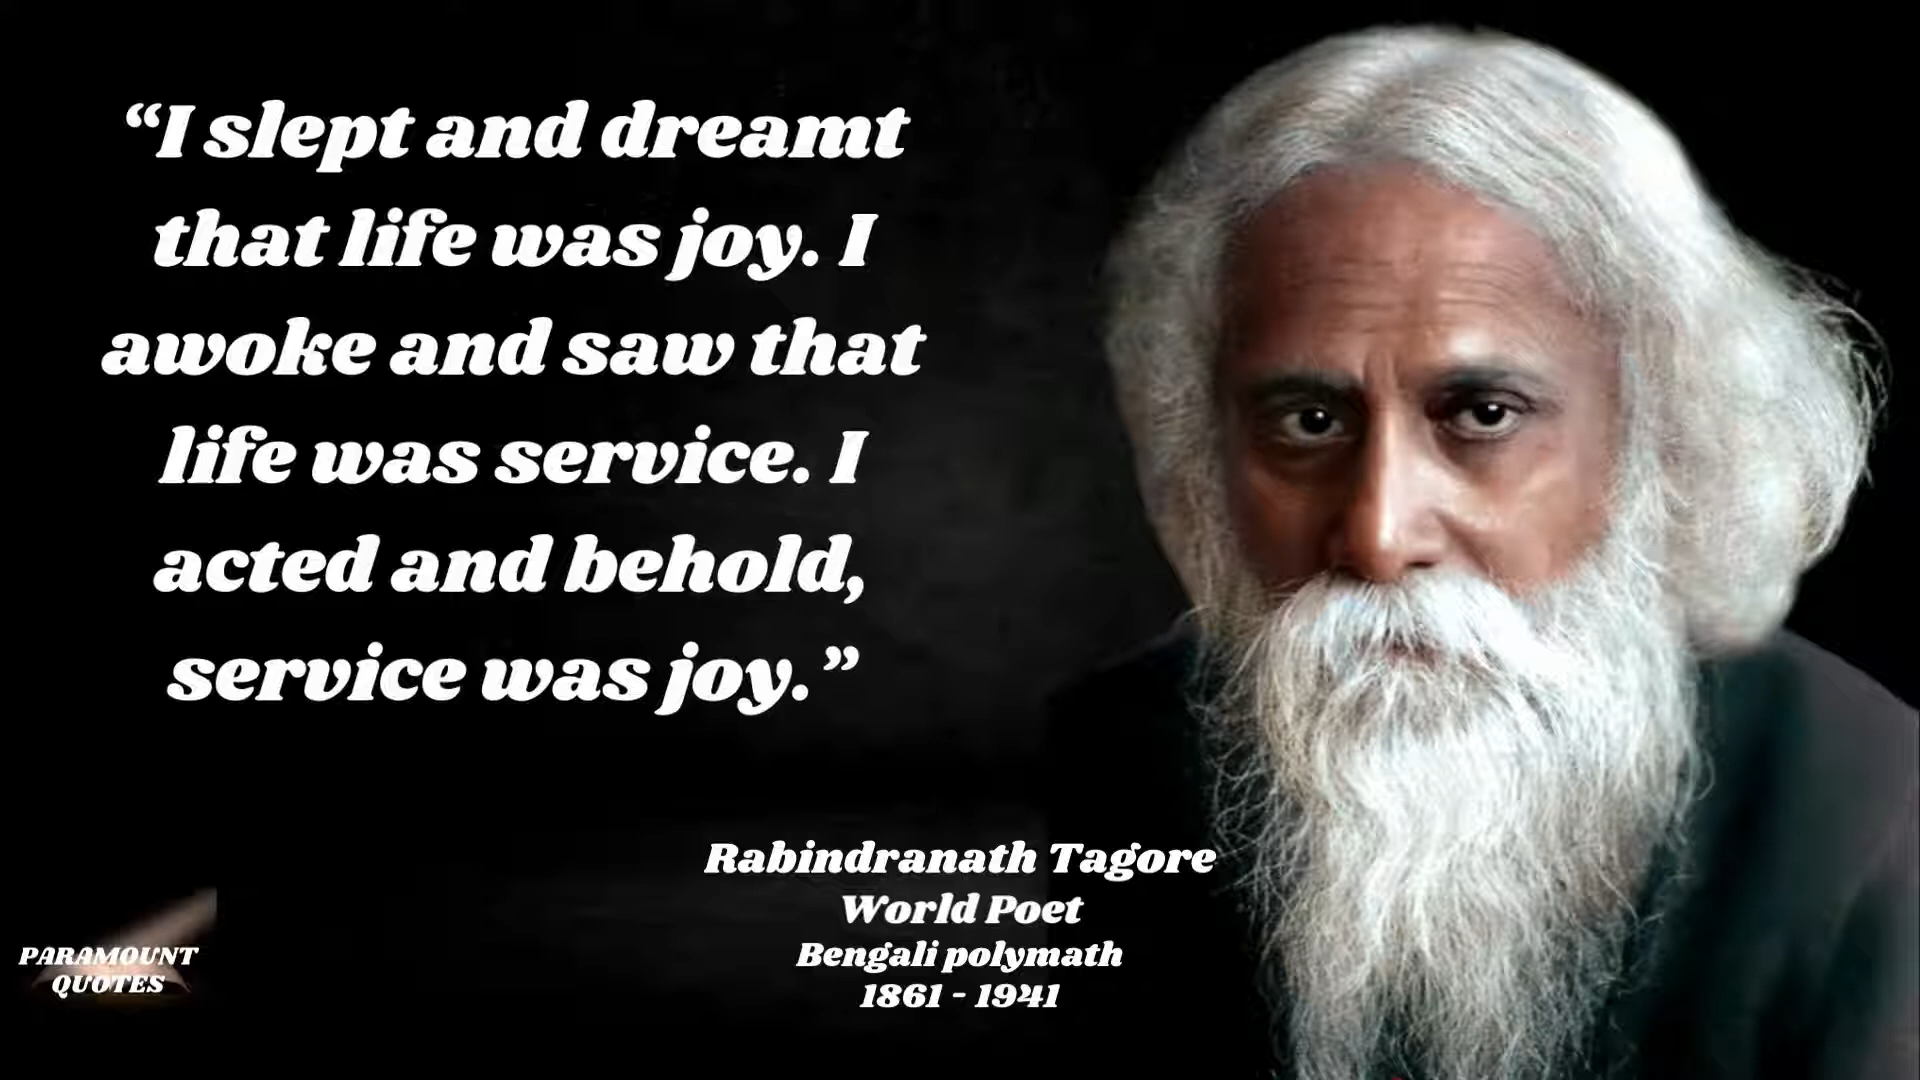 “I slept and dreamt
that life was joy. I
awoke and saw that
life was service. I
acted and behold,
service was joy.”
Rabindranath Tagore
World Poet
Bengali polymath
1861 - 1941
PARAMOUNT
QUOTES